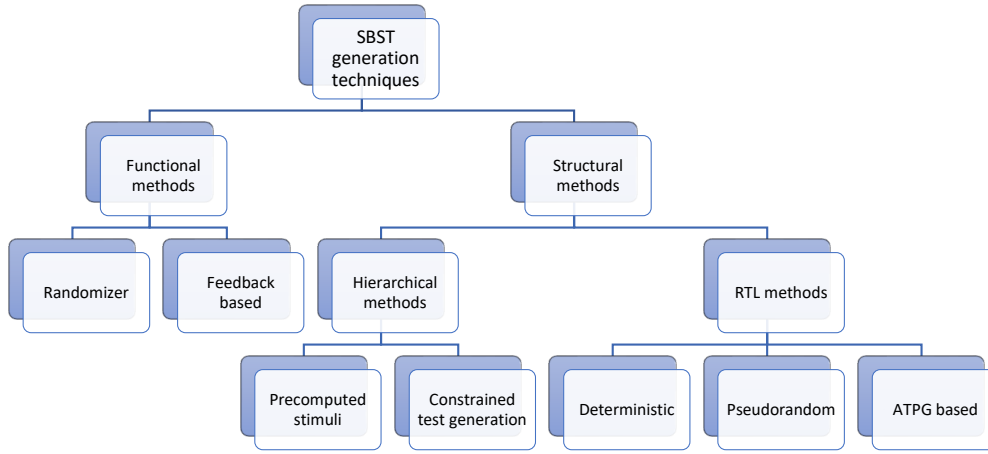 SBST
generation
techniques
Functional
methods
Structural
methods
Randomizer
Feedback
based
Hierarchical
methods
RTL methods
Precomputed
stimuli
Constrained
test generation
Deterministic
Pseudorandom
ATPG based